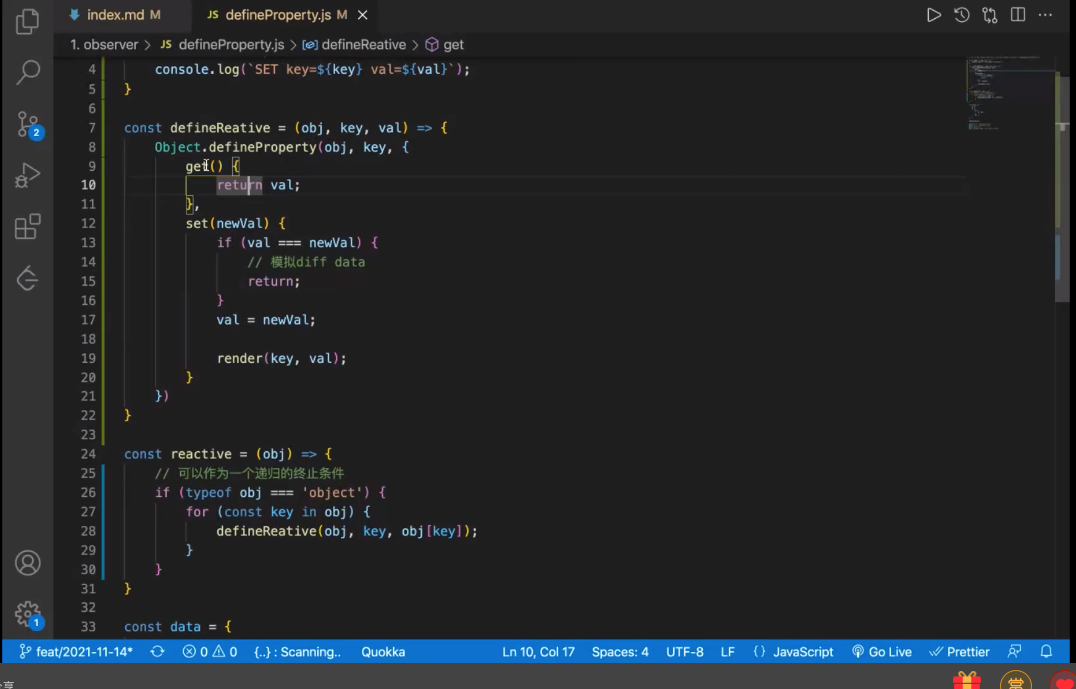 index.md M
JS defineProperty.js M
1. observer > JS defineProperty.js > defineReative > get
4 console.log(`SET key=${key} val=${val}`);
5 }
6
7 const defineReative = (obj, key, val) => {
8 Object.defineProperty(obj, key, {
9 get() {
10 return val;
11 },
12 set(newVal) {
13 if (val === newVal) {
14 // 模拟diff data
15 return;
16 }
17 val = newVal;
18
19 render(key, val);
20 }
21 })
22 }
23
24 const reactive = (obj) => {
25 // 可以作为一个递归的终止条件
26 if (typeof obj === 'object') {
27 for (const key in obj) {
28 defineReative(obj, key, obj[key]);
29 }
30 }
31 }
32
33 const data = {
2
1
feat/2021-11-14* 0 0 {..} : Scanning.. Quokka Ln 10, Col 17 Spaces: 4 UTF-8 LF {} JavaScript Go Live Prettier
赏